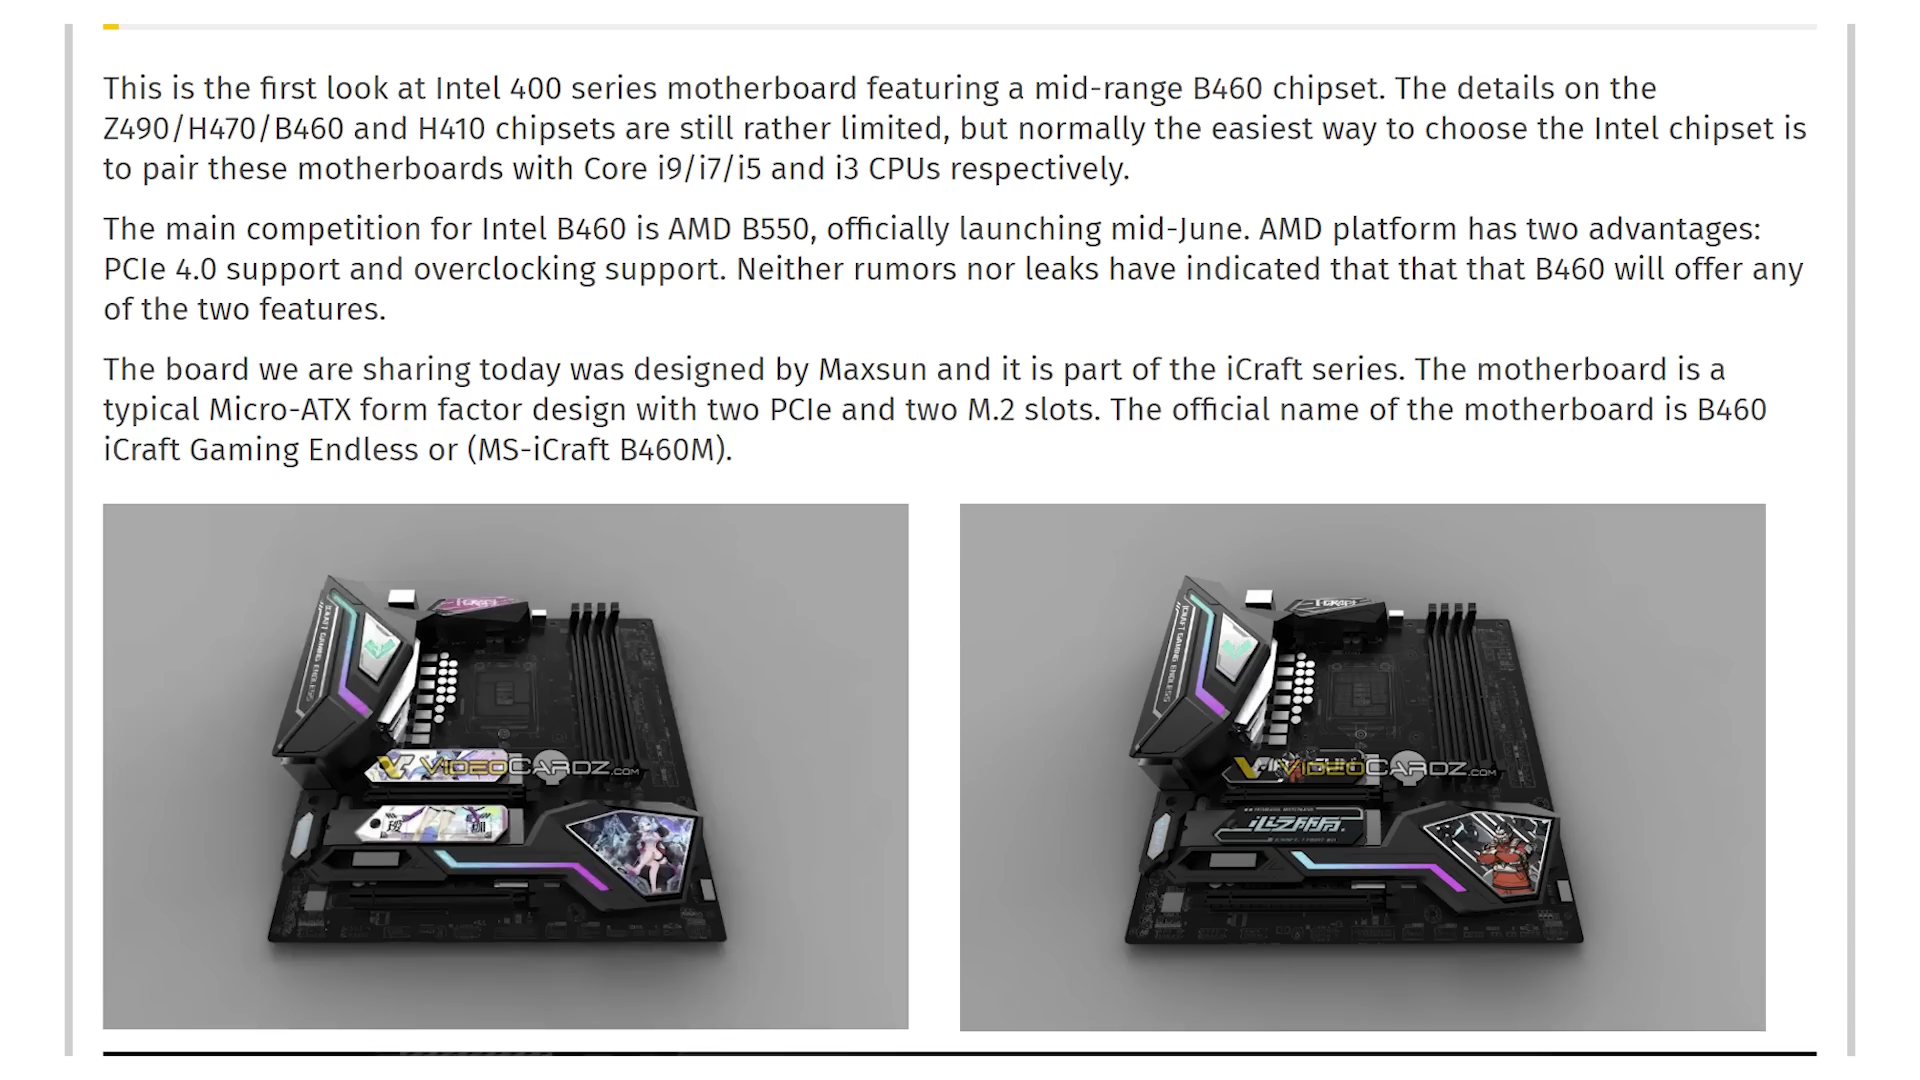 This is the first look at Intel 400 series motherboard featuring a mid-range B460 chipset. The details on the
Z490/H470/B460 and H410 chipsets are still rather limited, but normally the easiest way to choose the Intel chipset is
to pair these motherboards with Core i9/i7/i5 and i3 CPUs respectively.
The main competition for Intel B460 is AMD B550, officially launching mid-June. AMD platform has two advantages:
PCIe 4.0 support and overclocking support. Neither rumors nor leaks have indicated that that that B460 will offer any
of the two features.
The board we are sharing today was designed by Maxsun and it is part of the iCraft series. The motherboard is a
typical Micro-ATX form factor design with two PCIe and two M.2 slots. The official name of the motherboard is B460
iCraft Gaming Endless or (MS-iCraft B460M).
ICRAFT GAMING ENDLESS
VIDEOCARDZ.COM
ICRAFT GAMING ENDLESS
VIDEOCARDZ.COM